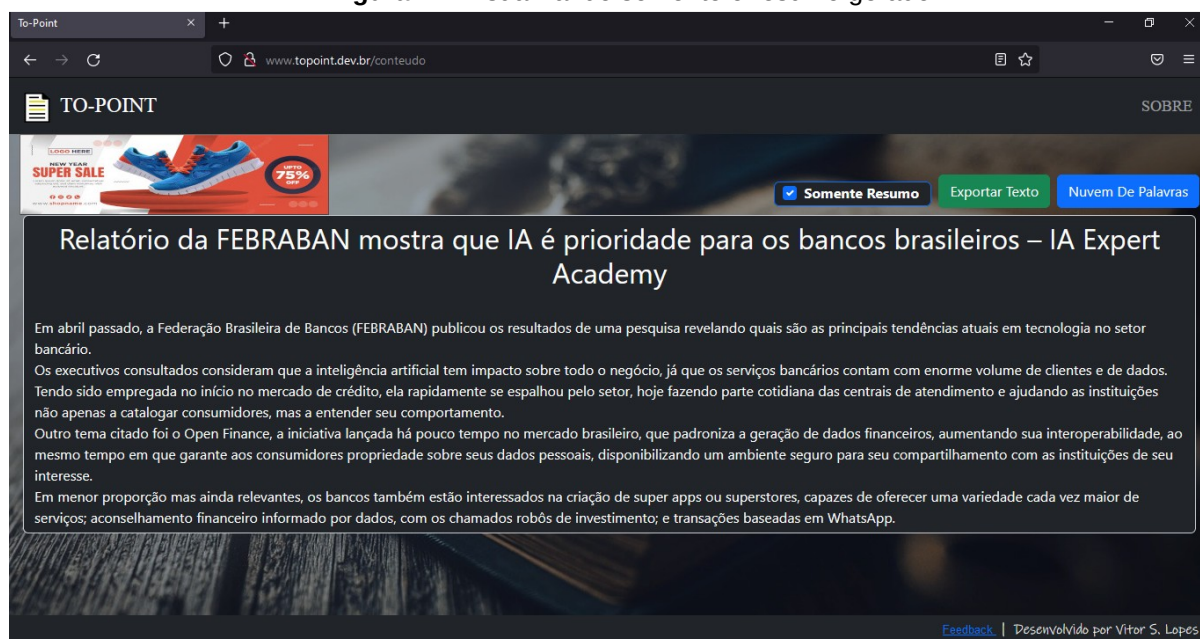 To-Point
www.topoint.dev.br/conteudo
TO-POINT
SOBRE
LOGO HERE
NEW YEAR
SUPER SALE
UPTO
75%
OFF
Somente Resumo
Exportar Texto
Nuvem De Palavras
Relatório da FEBRABAN mostra que IA é prioridade para os bancos brasileiros – IA Expert
Academy
Em abril passado, a Federação Brasileira de Bancos (FEBRABAN) publicou os resultados de uma pesquisa revelando quais são as principais tendências atuais em tecnologia no setor
bancário.
Os executivos consultados consideram que a inteligência artificial tem impacto sobre todo o negócio, já que os serviços bancários contam com enorme volume de clientes e de dados.
Tendo sido empregada no início no mercado de crédito, ela rapidamente se espalhou pelo setor, hoje fazendo parte cotidiana das centrais de atendimento e ajudando as instituições
não apenas a catalogar consumidores, mas a entender seu comportamento.
Outro tema citado foi o Open Finance, a iniciativa lançada há pouco tempo no mercado brasileiro, que padroniza a geração de dados financeiros, aumentando sua interoperabilidade, ao
mesmo tempo em que garante aos consumidores propriedade sobre seus dados pessoais, disponibilizando um ambiente seguro para seu compartilhamento com as instituições de seu
interesse.
Em menor proporção mas ainda relevantes, os bancos também estão interessados na criação de super apps ou superstores, capazes de oferecer uma variedade cada vez maior de
serviços; aconselhamento financeiro informado por dados, com os chamados robôs de investimento; e transações baseadas em WhatsApp.
Feedback | Desenvolvido por Vitor S. Lopes